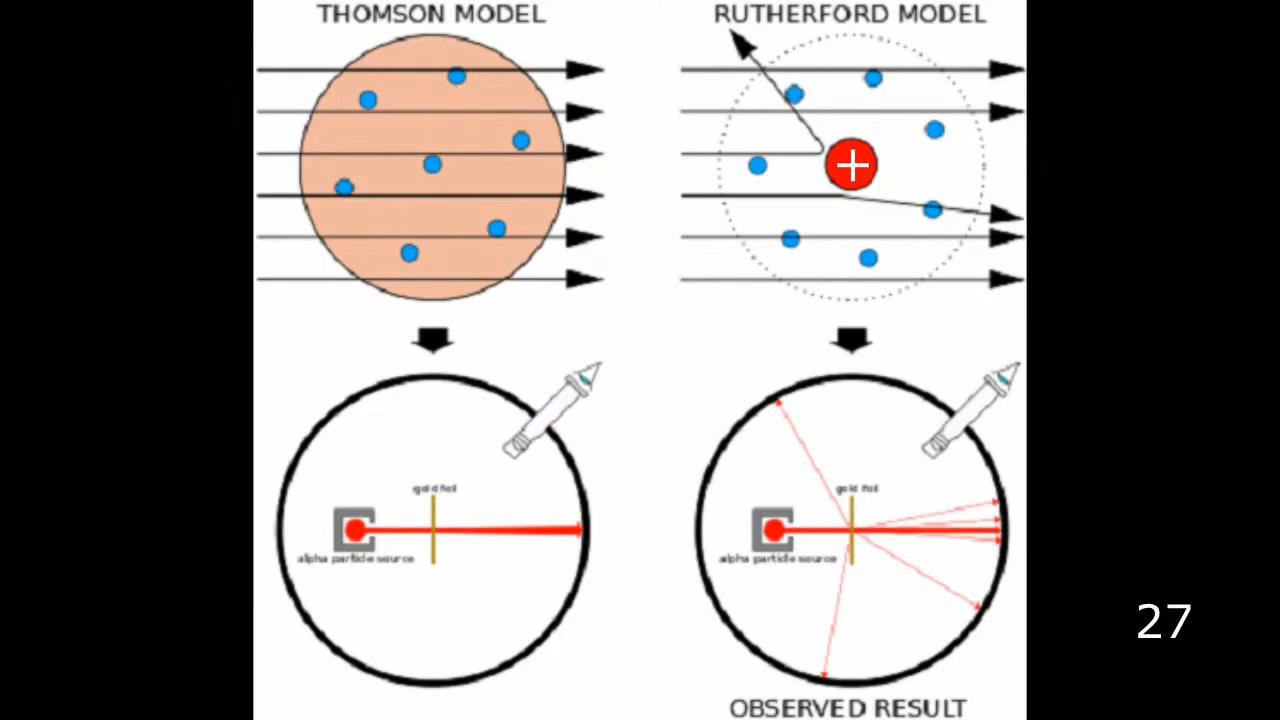 THOMSON MODEL
RUTHERFORD MODEL
+
gold foil
alpha particle source
gold foil
alpha particle source
27
OBSERVED RESULT